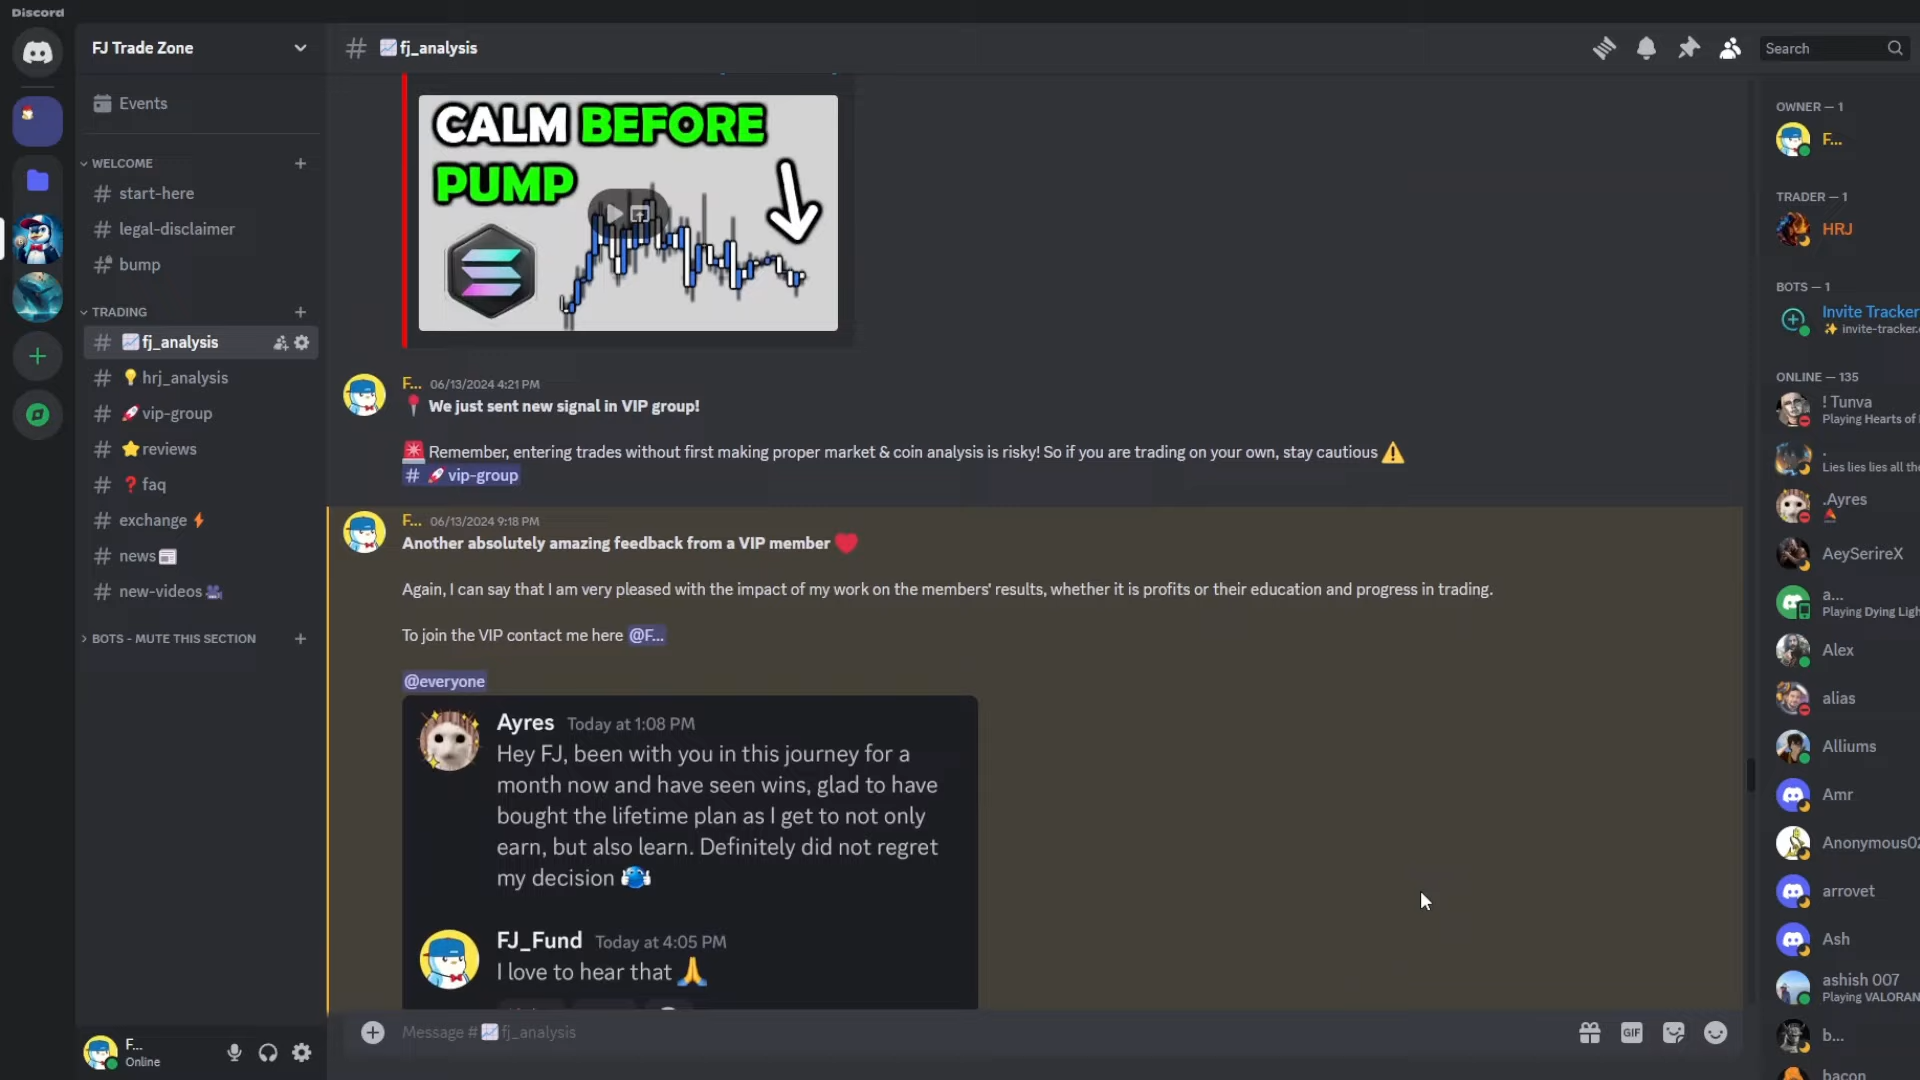 Discord
FJ Trade Zone
Events
WELCOME
start-here
legal-disclaimer
bump
TRADING
fj_analysis
hrj_analysis
vip-group
reviews
faq
exchange
news
new-videos
BOTS - MUTE THIS SECTION
F...
Online
fj_analysis
Search
CALM BEFORE
PUMP
F... 06/13/2024 4:21 PM
We just sent new signal in VIP group!
Remember, entering trades without first making proper market & coin analysis is risky! So if you are trading on your own, stay cautious
# vip-group
F... 06/13/2024 9:18 PM
Another absolutely amazing feedback from a VIP member
Again, I can say that I am very pleased with the impact of my work on the members' results, whether it is profits or their education and progress in trading.
To join the VIP contact me here @F...
@everyone
Ayres Today at 1:08 PM
Hey FJ, been with you in this journey for a
month now and have seen wins, glad to have
bought the lifetime plan as I get to not only
earn, but also learn. Definitely did not regret
my decision
FJ_Fund Today at 4:05 PM
I love to hear that
Message # fj_analysis
GIF
OWNER — 1
F...
TRADER — 1
HRJ
BOTS — 1
Invite Tracker
invite-tracker.
ONLINE — 135
! Tunva
Playing Hearts of
.
Lies lies lies all the
.Ayres
AeySerireX
a...
Playing Dying Ligh
Alex
alias
Alliums
Amr
Anonymous02
arrovet
Ash
ashish 007
Playing VALORAN
b...
bacon